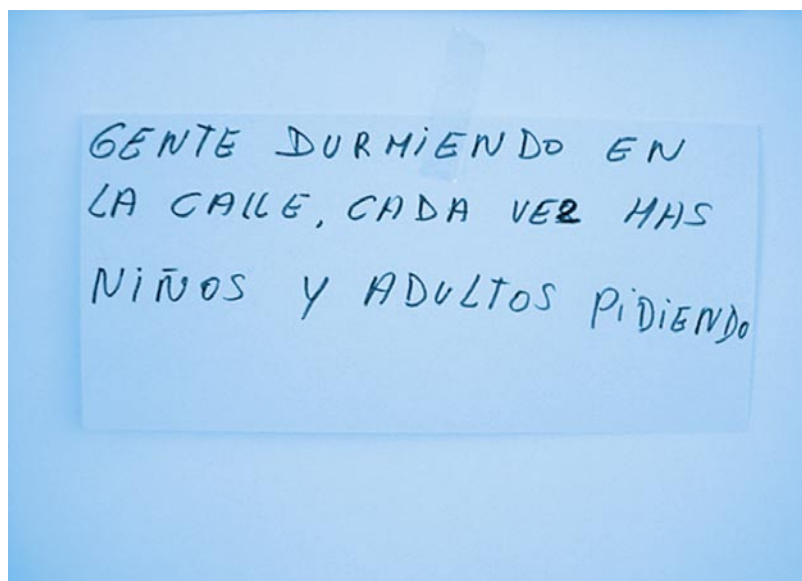 GENTE DURMIENDO EN
LA CALLE, CADA VEZ MAS
NIÑOS Y ADULTOS PIDIENDO